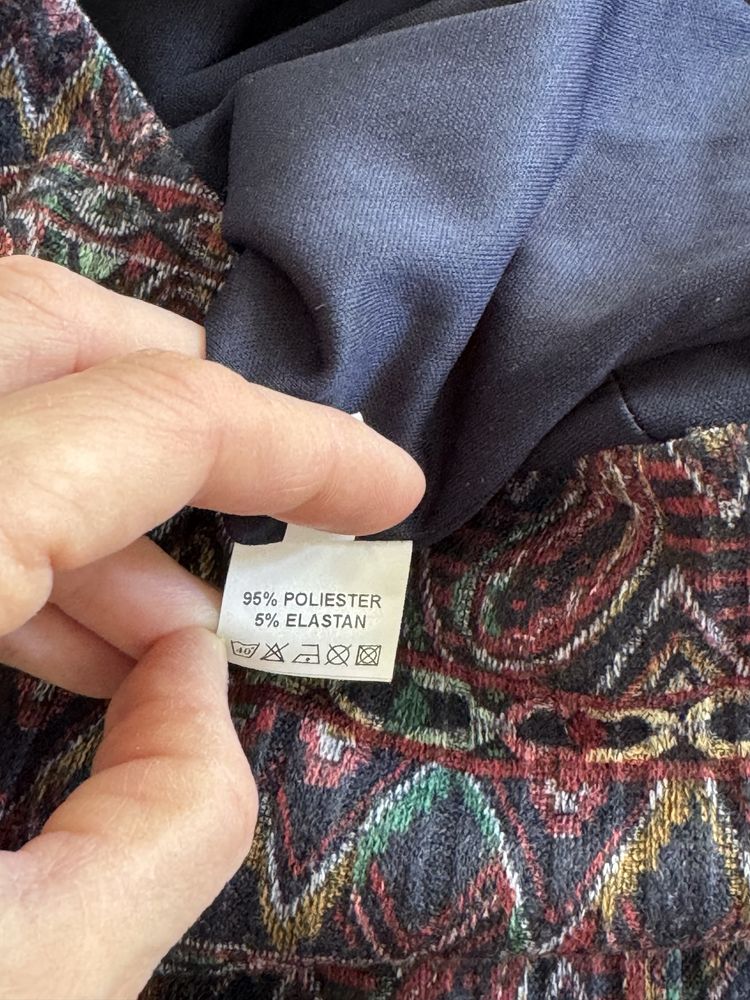 95% POLIESTER
5% ELASTAN
40°